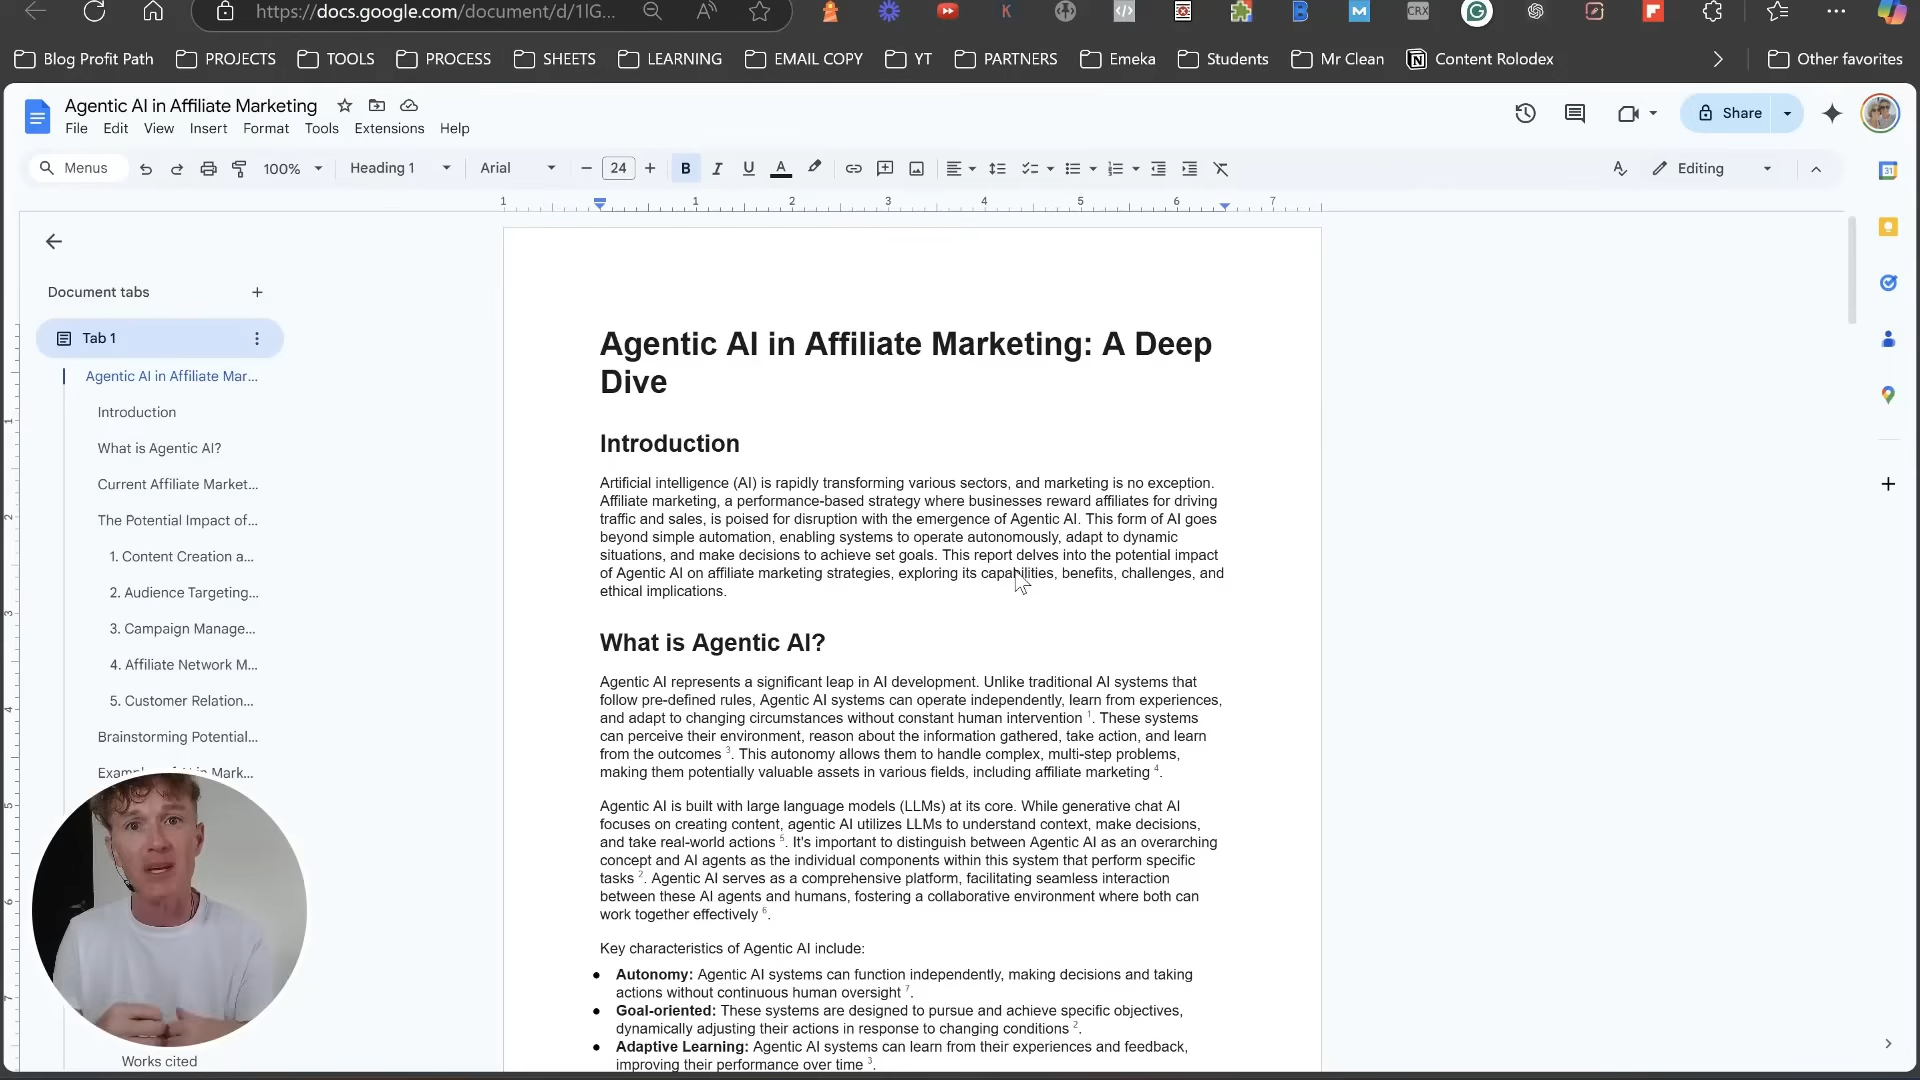 https://docs.google.com/document/d/1lG...
Blog Profit Path
PROJECTS
TOOLS
PROCESS
SHEETS
LEARNING
EMAIL COPY
YT
PARTNERS
Emeka
Students
Mr Clean
Content Rolodex
Other favorites
Agentic AI in Affiliate Marketing
File Edit View Insert Format Tools Extensions Help
Share
Menus
100%
Heading 1
Arial
24
B
I
U
A
Editing
1 1 2 3 4 5 6 7
Document tabs
Tab 1
Agentic AI in Affiliate Mar...
Introduction
What is Agentic AI?
Current Affiliate Market...
The Potential Impact of...
1. Content Creation a...
2. Audience Targeting...
3. Campaign Manage...
4. Affiliate Network M...
5. Customer Relation...
Brainstorming Potential...
Works cited
Agentic AI in Affiliate Marketing: A Deep
Dive
Introduction
Artificial intelligence (AI) is rapidly transforming various sectors, and marketing is no exception.
Affiliate marketing, a performance-based strategy where businesses reward affiliates for driving
traffic and sales, is poised for disruption with the emergence of Agentic AI. This form of AI goes
beyond simple automation, enabling systems to operate autonomously, adapt to dynamic
situations, and make decisions to achieve set goals. This report delves into the potential impact
of Agentic AI on affiliate marketing strategies, exploring its capabilities, benefits, challenges, and
ethical implications.
What is Agentic AI?
Agentic AI represents a significant leap in AI development. Unlike traditional AI systems that
follow pre-defined rules, Agentic AI systems can operate independently, learn from experiences,
and adapt to changing circumstances without constant human intervention 1. These systems
can perceive their environment, reason about the information gathered, take action, and learn
from the outcomes 3. This autonomy allows them to handle complex, multi-step problems,
making them potentially valuable assets in various fields, including affiliate marketing 4.
Agentic AI is built with large language models (LLMs) at its core. While generative chat AI
focuses on creating content, agentic AI utilizes LLMs to understand context, make decisions,
and take real-world actions 5. It's important to distinguish between Agentic AI as an overarching
concept and AI agents as the individual components within this system that perform specific
tasks 2. Agentic AI serves as a comprehensive platform, facilitating seamless interaction
between these AI agents and humans, fostering a collaborative environment where both can
work together effectively 6.
Key characteristics of Agentic AI include:
● Autonomy: Agentic AI systems can function independently, making decisions and taking
actions without continuous human oversight 7.
● Goal-oriented: These systems are designed to pursue and achieve specific objectives,
dynamically adjusting their actions in response to changing conditions 2.
● Adaptive Learning: Agentic AI systems can learn from their experiences and feedback,
improving their performance over time 3.